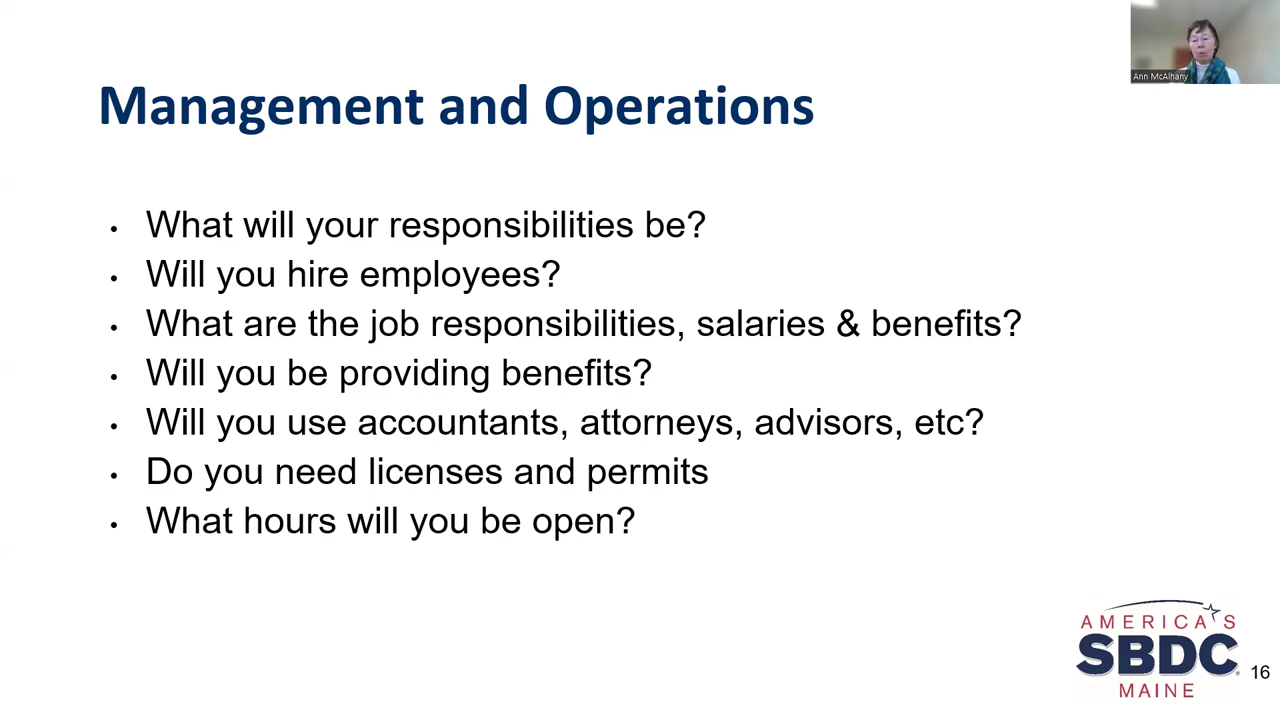 Ann McAlhany
Management and Operations
• What will your responsibilities be?
• Will you hire employees?
• What are the job responsibilities, salaries & benefits?
• Will you be providing benefits?
• Will you use accountants, attorneys, advisors, etc?
• Do you need licenses and permits
• What hours will you be open?
AMERICA'S
SBDC
MAINE
16